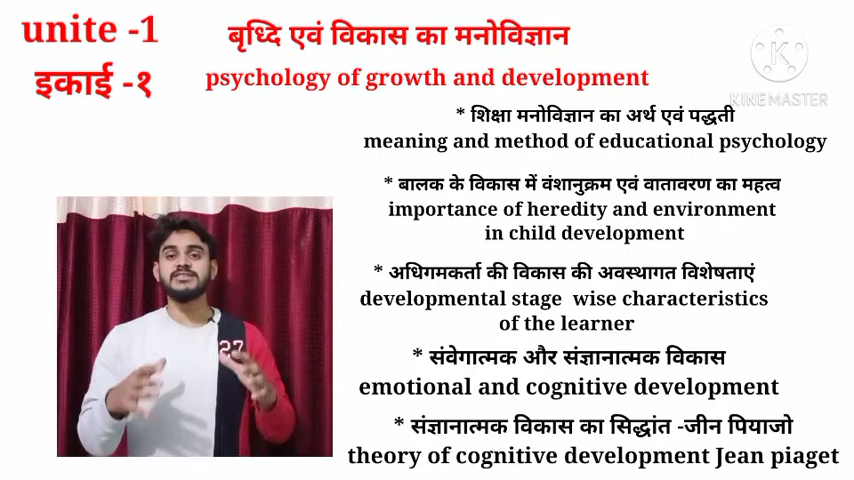 unite -1
इकाई -१
बृध्दि एवं विकास का मनोविज्ञान
psychology of growth and development
KINEMASTER
* शिक्षा मनोविज्ञान का अर्थ एवं पद्धती
meaning and method of educational psychology
* बालक के विकास में वंशानुक्रम एवं वातावरण का महत्व
importance of heredity and environment
in child development
* अधिगमकर्ता की विकास की अवस्थागत विशेषताएं
developmental stage wise characteristics
of the learner
* संवेगात्मक और संज्ञानात्मक विकास
emotional and cognitive development
* संज्ञानात्मक विकास का सिद्धांत -जीन पियाजो
theory of cognitive development Jean piaget
27